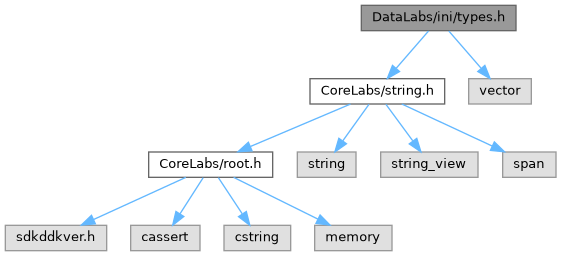 DataLabs/ini/types.h
CoreLabs/string.h
vector
CoreLabs/root.h
string
string_view
span
sdkddkver.h
cassert
cstring
memory